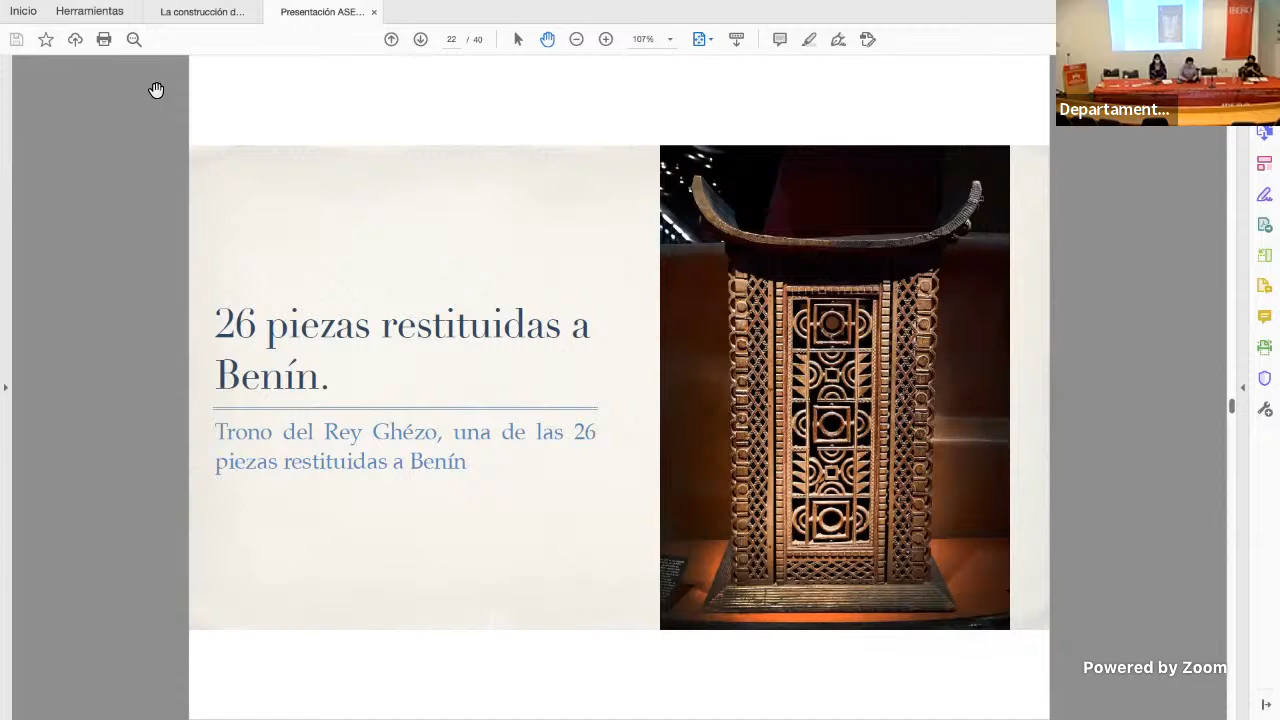 Inicio
Herramientas
La construcción d...
Presentación ASE...
22 / 40
107%
IBERO
Departament...
26 piezas restituidas a
Benín.
Trono del Rey Ghézo, una de las 26
piezas restituidas a Benín
Powered by Zoom